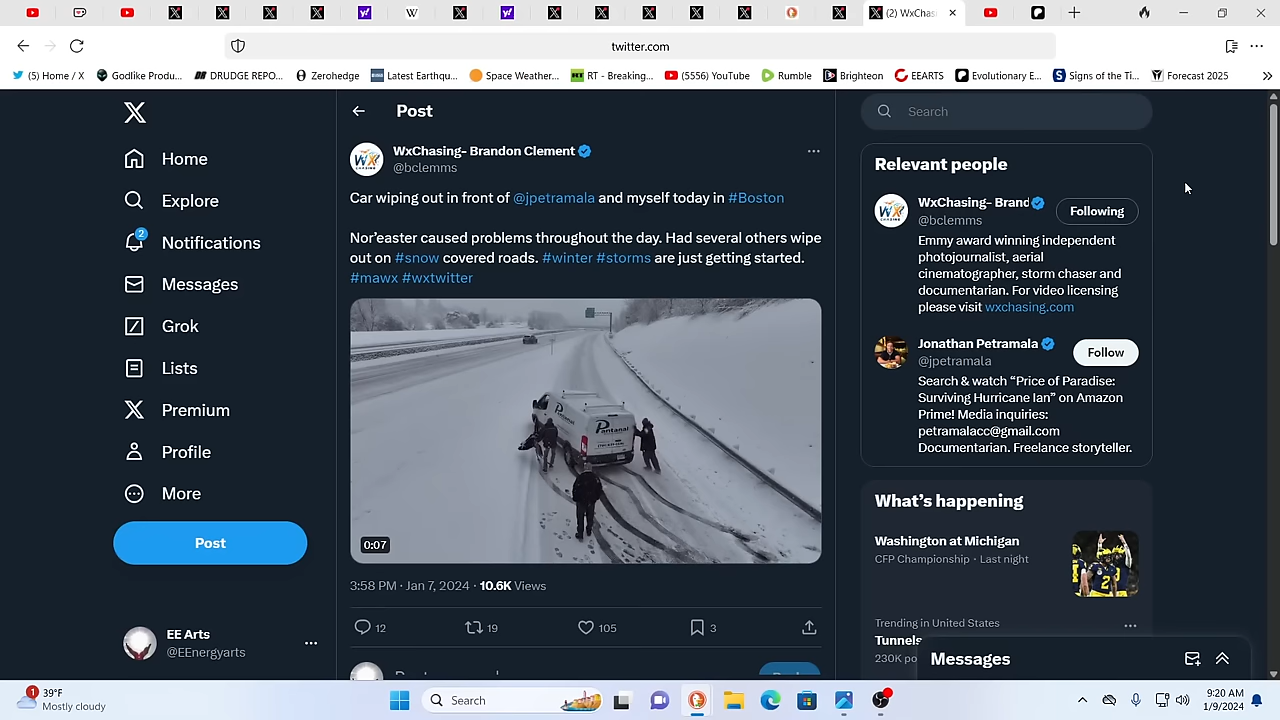 (2) WxChas
twitter.com
(5) Home / X
Godlike Produ...
DRUDGE REPO...
Zerohedge
Latest Earthqu...
Space Weather...
RT - Breaking...
(5556) YouTube
Rumble
Brighteon
EEARTS
Evolutionary E...
Signs of the Ti...
Forecast 2025
Home
Explore
2
Notifications
Messages
Grok
Lists
Premium
Profile
More
Post
EE Arts
@EEnergyarts
Post
WxChasing- Brandon Clement
@bclemms
Car wiping out in front of @jpetramala and myself today in #Boston
Nor’easter caused problems throughout the day. Had several others wipe
out on #snow covered roads. #winter #storms are just getting started.
#mawx #wxtwitter
Pantanal
Pantanal
0:07
3:58 PM · Jan 7, 2024 · 10.6K Views
12
19
105
3
Search
Relevant people
WxChasing- Brand
@bclemms
Following
Emmy award winning independent
photojournalist, aerial
cinematographer, storm chaser and
documentarian. For video licensing
please visit wxchasing.com
Jonathan Petramala
@jpetramala
Follow
Search & watch “Price of Paradise:
Surviving Hurricane Ian” on Amazon
Prime! Media inquiries:
petramalacc@gmail.com
Documentarian. Freelance storyteller.
What’s happening
Washington at Michigan
CFP Championship · Last night
Trending in United States
Tunnels
230K po
Messages
1
39°F
Mostly cloudy
Search
9:20 AM
1/9/2024